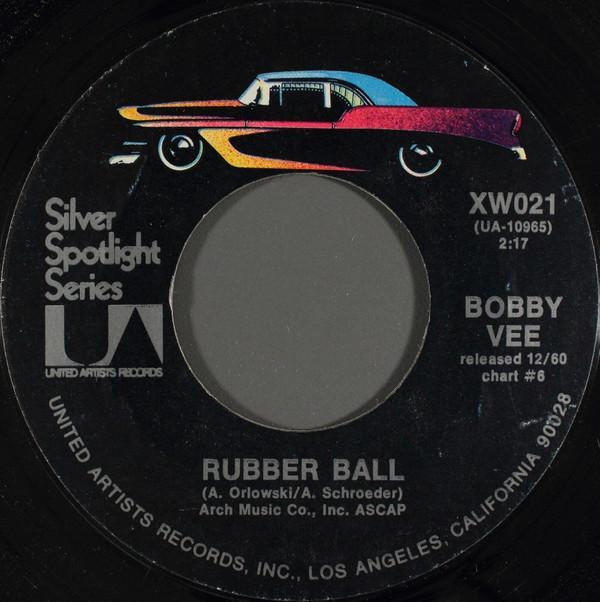 Silver
Spotlight
Series
UA
UNITED ARTISTS RECORDS
XW021
(UA-10965)
2:17
BOBBY
VEE
released 12/60
chart #6
RUBBER BALL
(A. Orlowski/A. Schroeder)
Arch Music Co., Inc. ASCAP
UNITED ARTISTS RECORDS, INC., LOS ANGELES, CALIFORNIA 90028